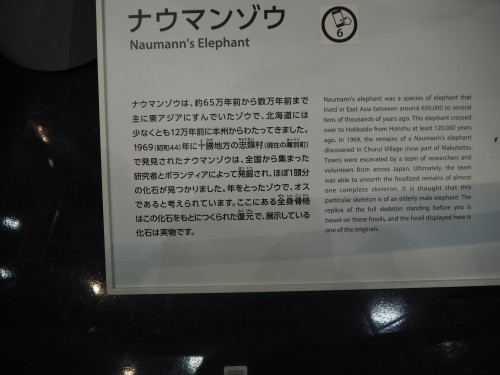 ナウマンゾウ
Naumann's Elephant
6
ナウマンゾウは、約65万年前から数万年前まで
主に東アジアにすんでいたゾウで、北海道には
少なくとも12万年前に本州からわたってきました。
1969(昭和44)年に十勝地方の忠類村(現在の幕別町)
で発見されたナウマンゾウは、全国から集まった
研究者とボランティアによって発掘され、ほぼ1頭分
の化石が見つかりました。年をとったゾウで、オス
であると考えられています。ここにある全身骨格
はこの化石をもとにつくられた復元で、展示している
化石は実物です。
Naumann's elephant was a species of elephant that
lived in East Asia between around 650,000 to several
tens of thousands of years ago. This elephant crossed
over to Hokkaido from Honshu at least 120,000 years
ago. In 1969, the remains of a Naumann's elephant
discovered in Churui Village (now part of Makubetsu
Town) were excavated by a team of researchers and
volunteers from across Japan. Ultimately, the team
was able to unearth the fossilized remains of almost
one complete skeleton. It is thought that this
particular skeleton is of an elderly male elephant. The
replica of the full skeleton standing before you is
based on these fossils, and the fossil displayed here is
one of the originals.